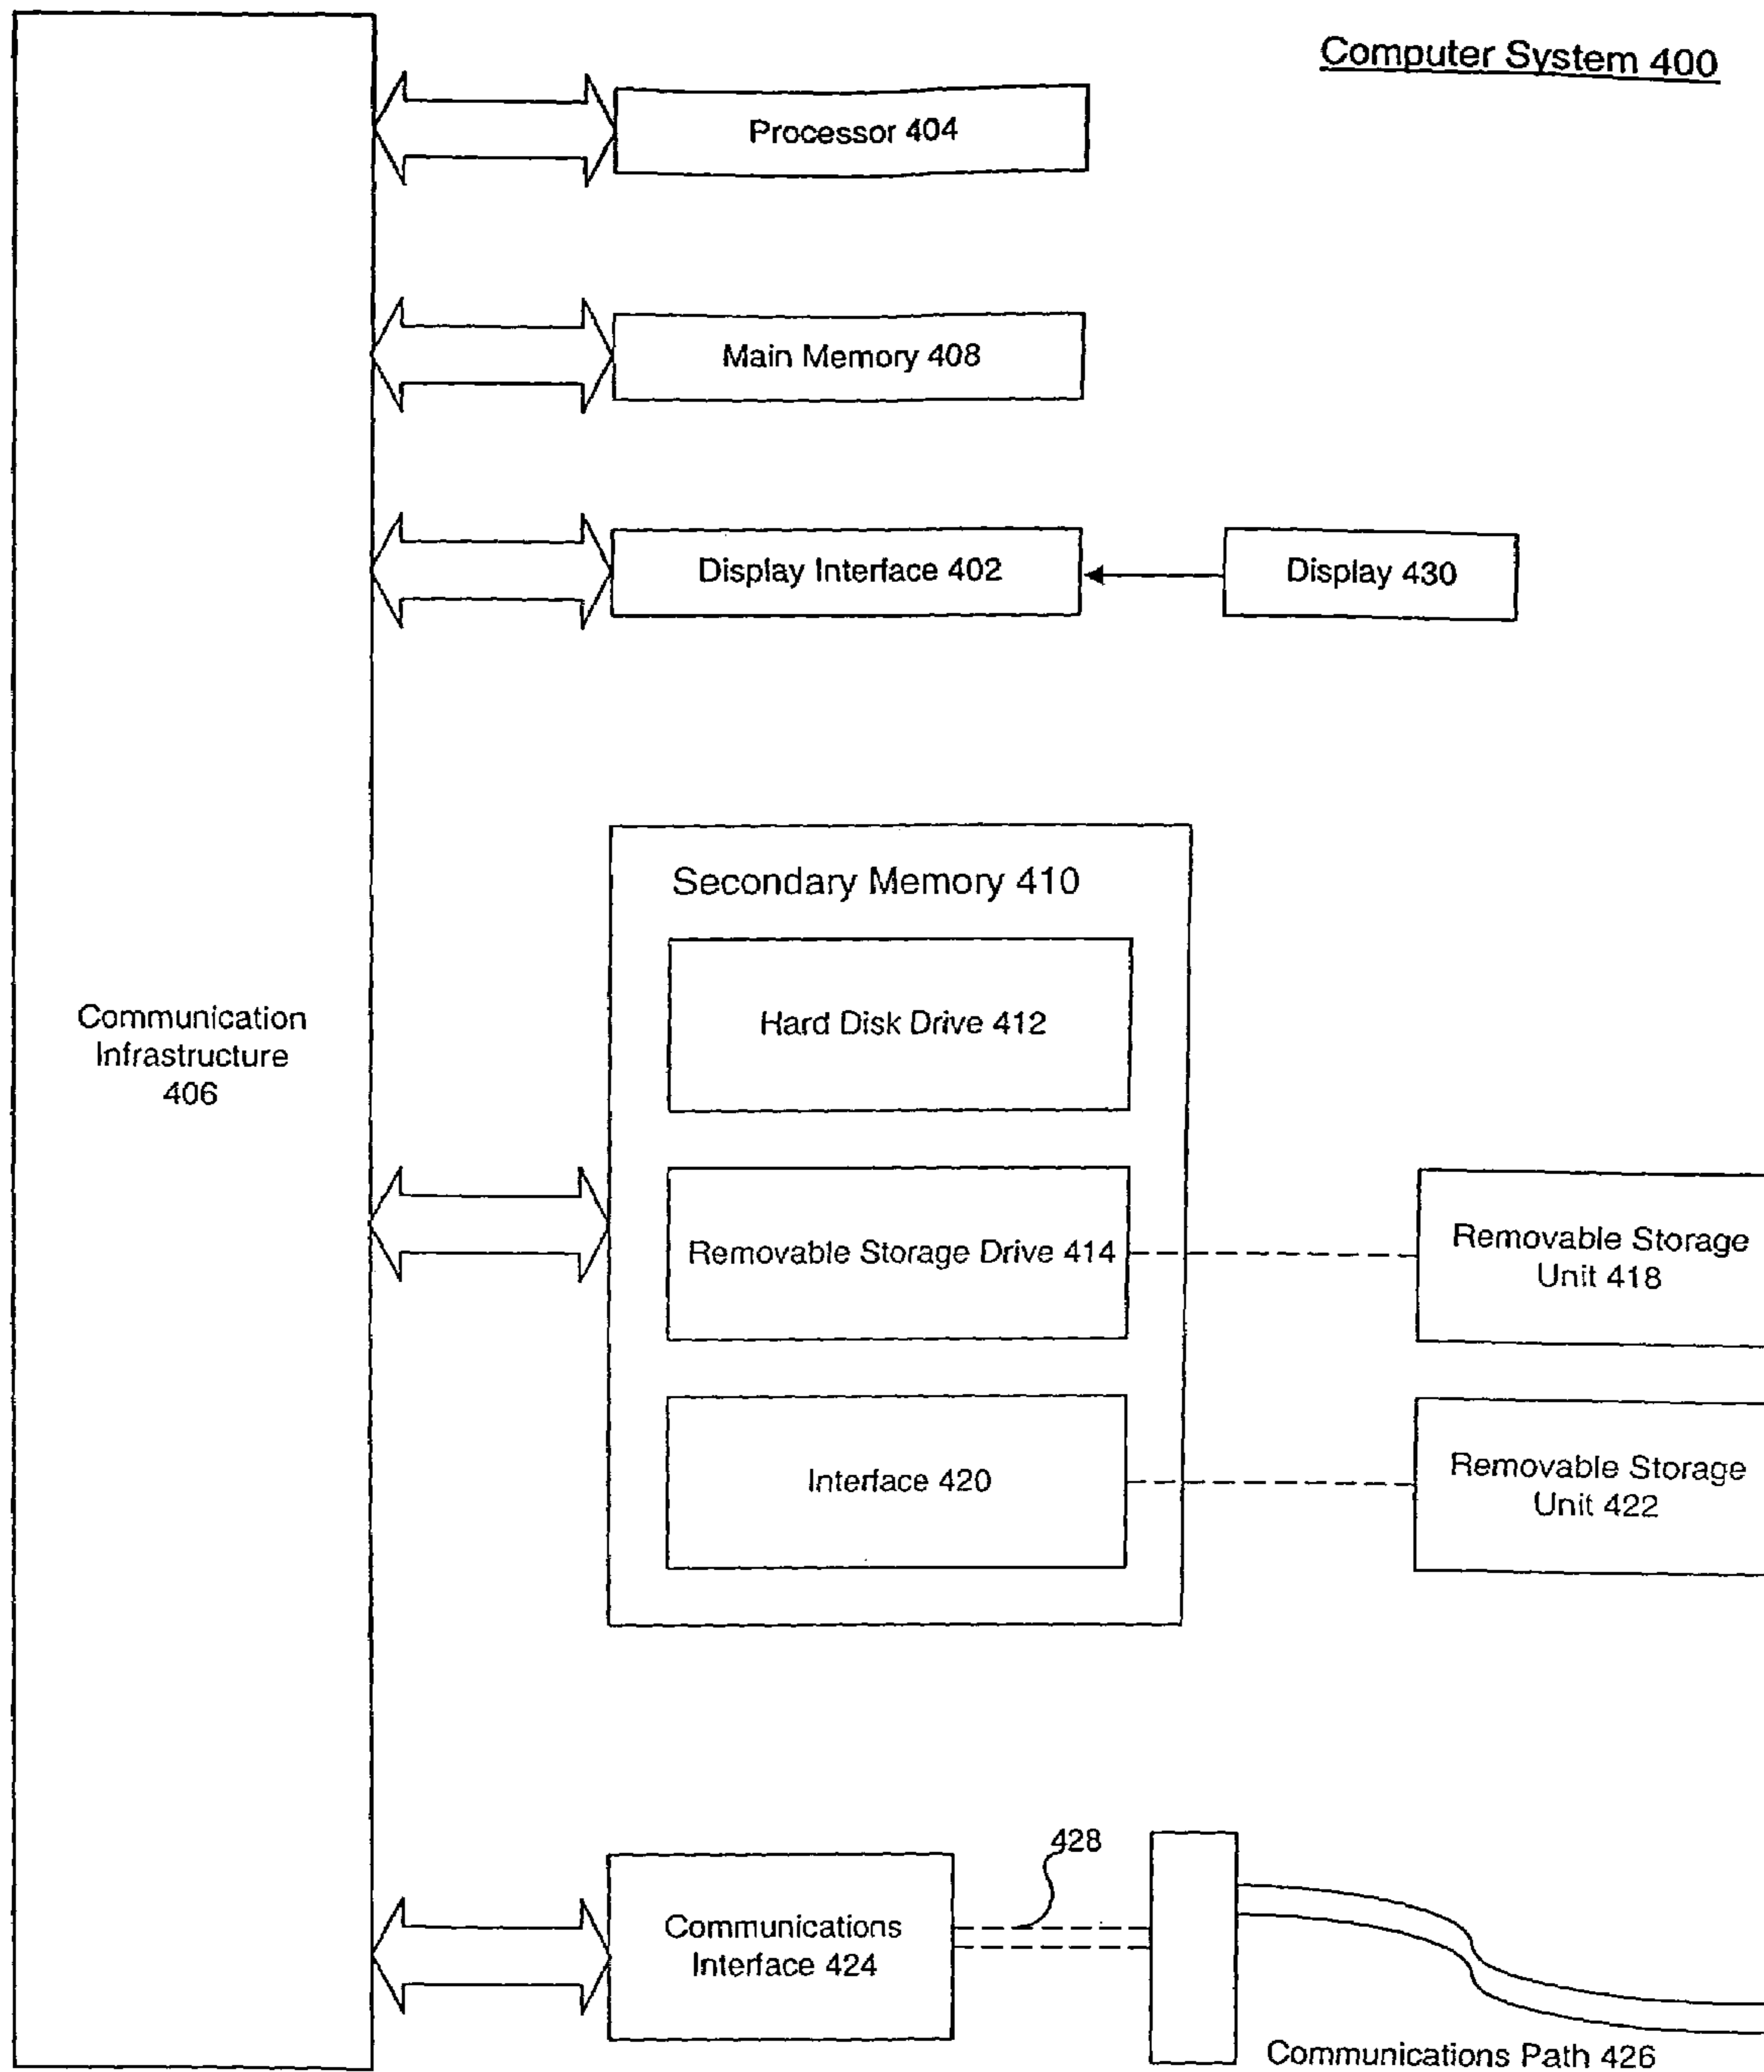 Computer System 400
Processor 404
Main Memory 408
Display Interface 402
Display 430
Secondary Memory 410
Hard Disk Drive 412
Communication
Infrastructure
406
Removable Storage Drive 414
Removable Storage
Unit 418
Interface 420
Removable Storage
Unit 422
428
Communications
Interface 424
Communications Path 426